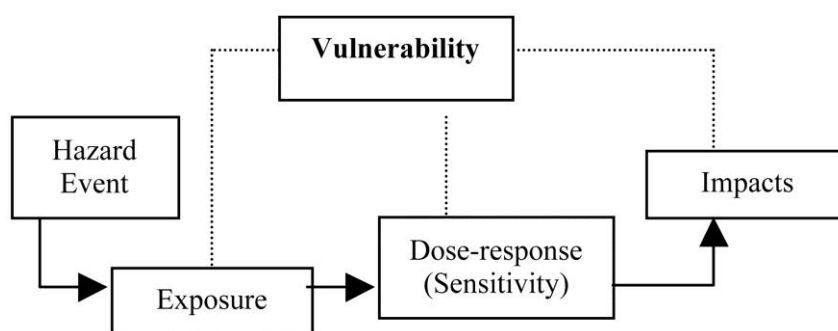 Vulnerability
Hazard
Event
Impacts
Dose-response
(Sensitivity)
Exposure